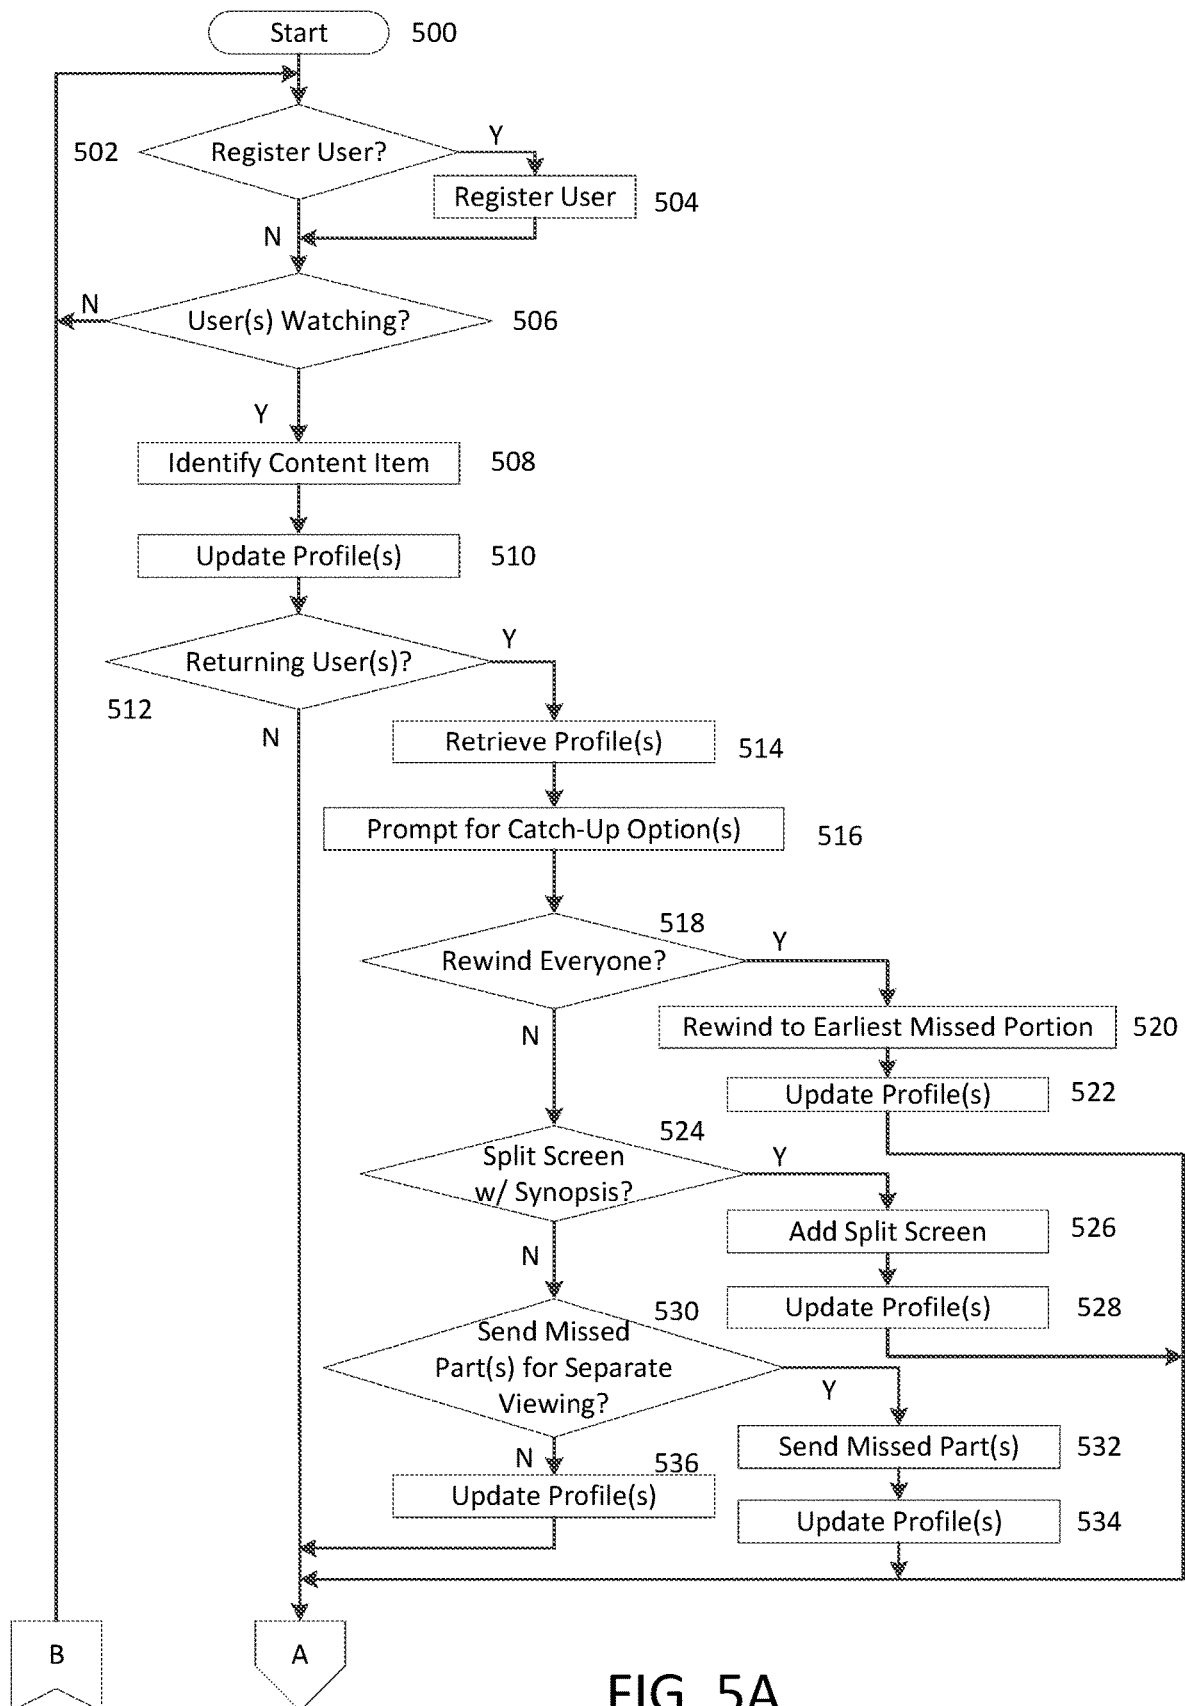 Start 500
Y
502 Register User?
Register User 504
N
N
User(s) Watching? 506
Y
Identify Content Item 508
Update Profile(s) 510
Y
Returning User(s)?
512
N
Retrieve Profile(s) 514
Prompt for Catch-Up Option(s) 516
518
Y
Rewind Everyone?
N
Rewind to Earliest Missed Portion 520
Update Profile(s) 522
524
Split Screen
w/ Synopsis?
Y
Add Split Screen 526
N
Update Profile(s) 528
530
Send Missed
Part(s) for Separate
Viewing?
Y
Send Missed Part(s) 532
N
536
Update Profile(s)
Update Profile(s) 534
B
A
FIG. 5A